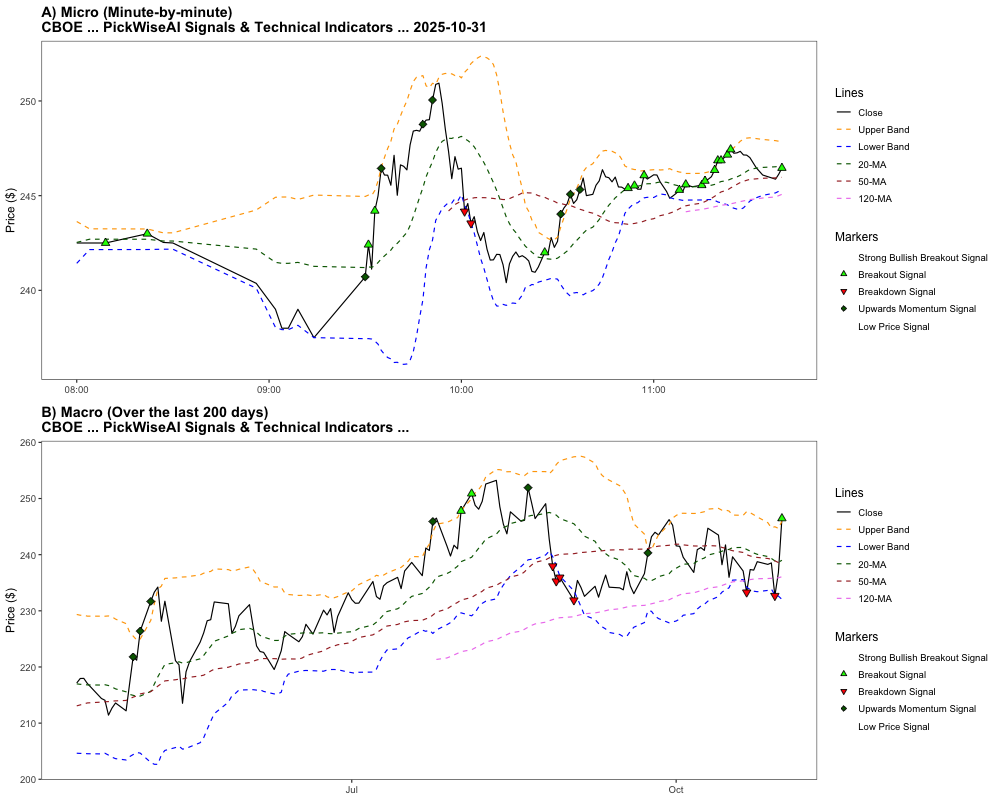 A) Micro (Minute-by-minute)
CBOE ... PickWiseAI Signals & Technical Indicators ... 2025-10-31
Price ($)
250
245
240
08:00
09:00
10:00
11:00
Lines
Close
Upper Band
Lower Band
20-MA
50-MA
120-MA
Markers
Strong Bullish Breakout Signal
Breakout Signal
Breakdown Signal
Upwards Momentum Signal
Low Price Signal
B) Macro (Over the last 200 days)
CBOE ... PickWiseAI Signals & Technical Indicators ...
Price ($)
260
250
240
230
220
210
200
Jul
Oct
Lines
Close
Upper Band
Lower Band
20-MA
50-MA
120-MA
Markers
Strong Bullish Breakout Signal
Breakout Signal
Breakdown Signal
Upwards Momentum Signal
Low Price Signal